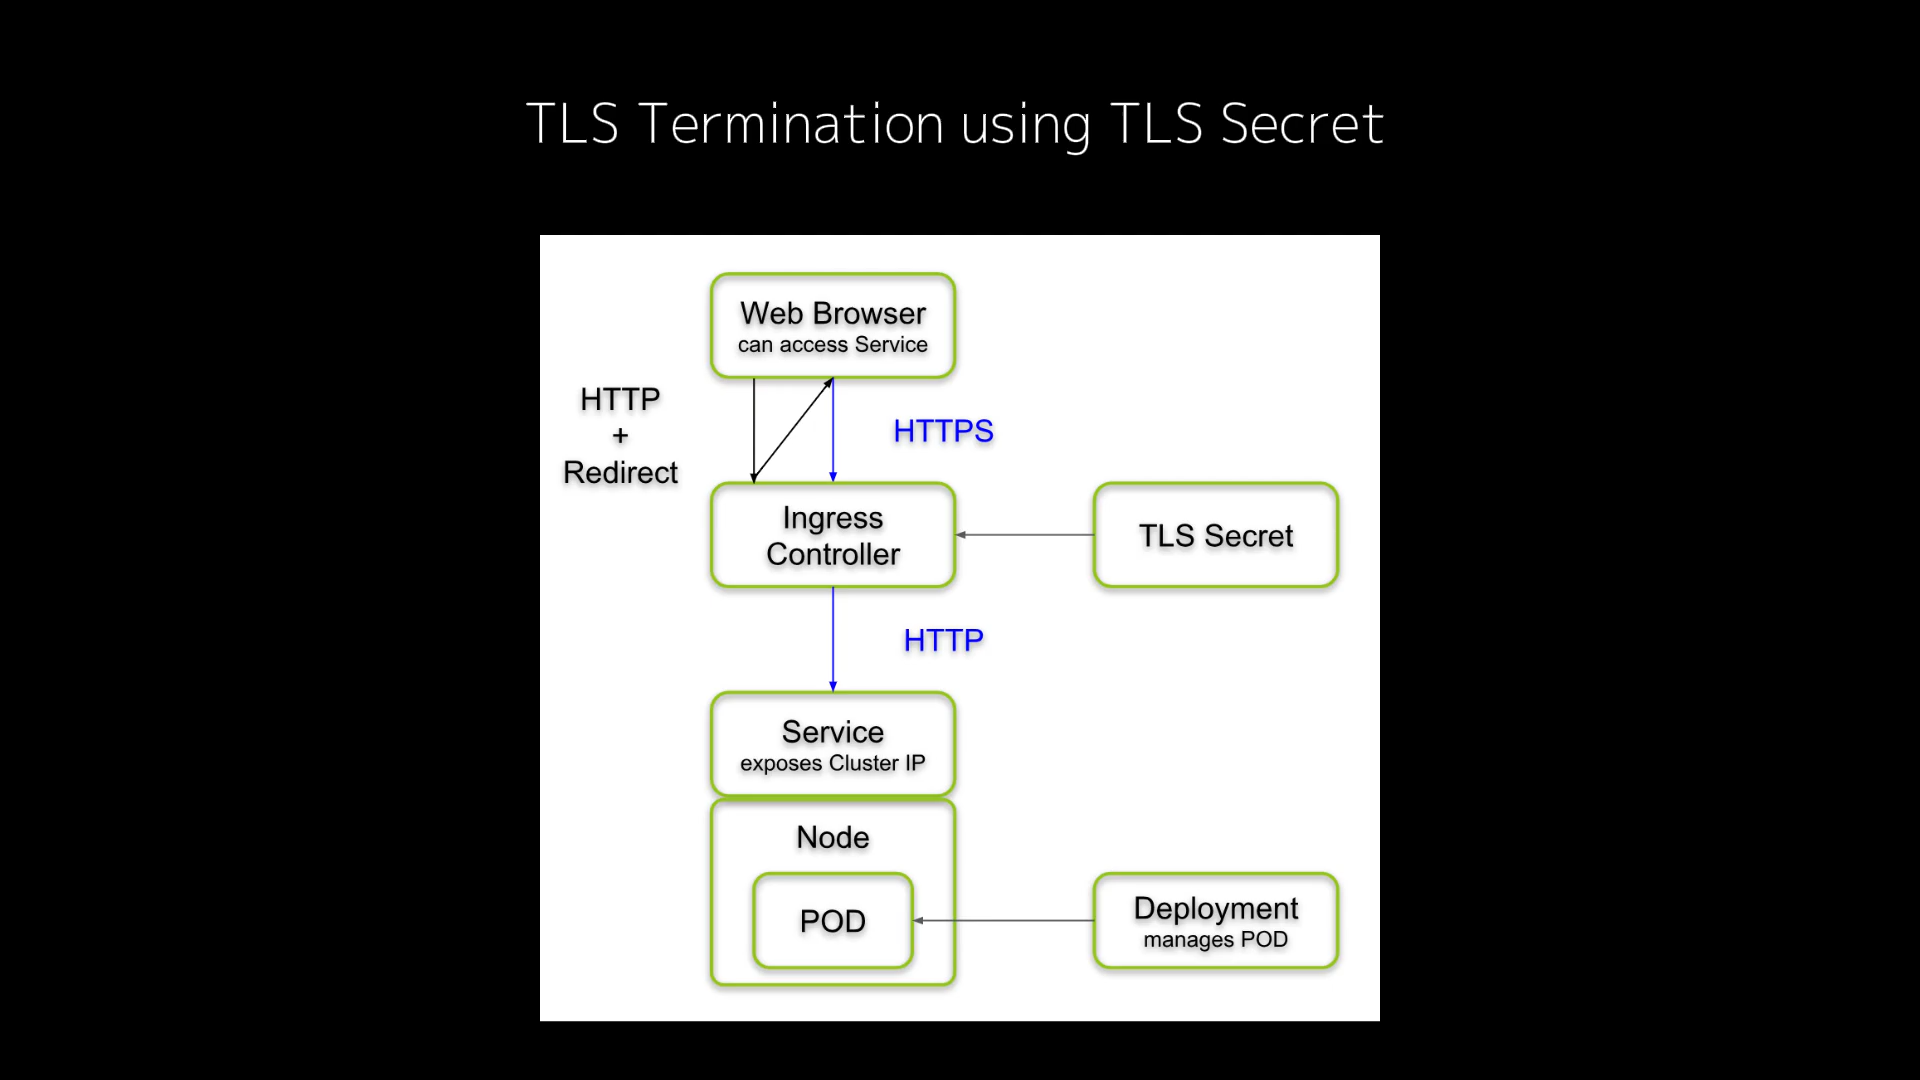 TLS Termination using TLS Secret
Web Browser
can access Service
HTTP
+
Redirect
HTTPS
Ingress
Controller
TLS Secret
HTTP
Service
exposes Cluster IP
Node
POD
Deployment
manages POD